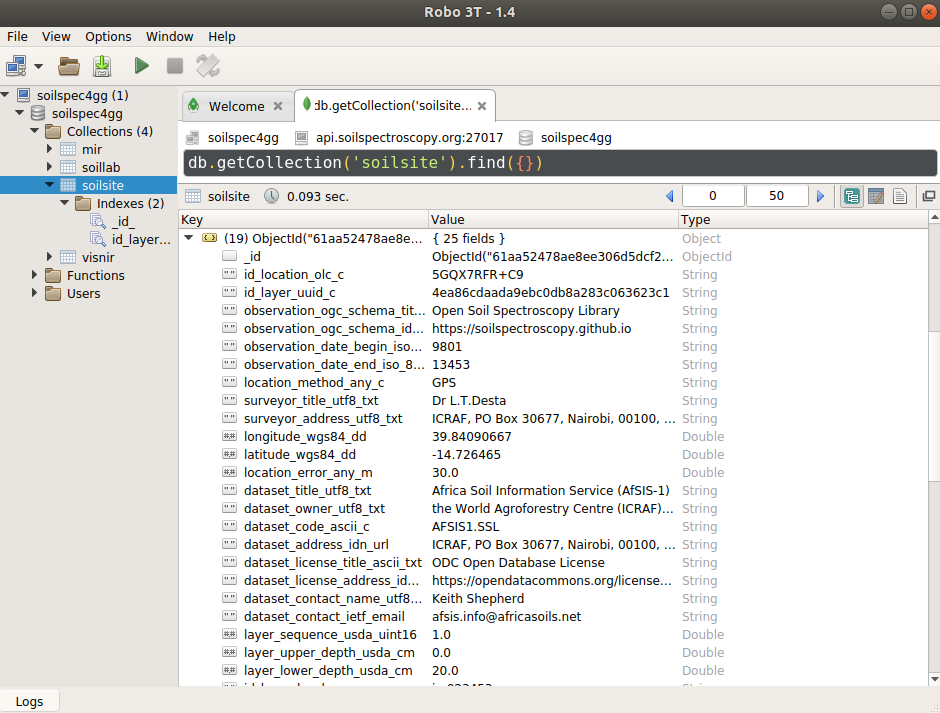 Robo 3T - 1.4
File View Options Window Help
soilspec4gg (1)
soilspec4gg
Collections (4)
mir
soillab
soilsite
Indexes (2)
_id_
id_layer...
visnir
Functions
Users
Welcome
db.getCollection('soilsite...
soilspec4gg api.soilspectroscopy.org:27017 soilspec4gg
db.getCollection('soilsite').find({})
soilsite 0.093 sec. 0 50
Key Value Type
(19) ObjectId("61aa52478ae8e... { 25 fields } Object
_id ObjectId("61aa52478ae8ee306d5dcf2... ObjectId
id_location_olc_c 5GQX7RFR+C9 String
id_layer_uuid_c 4ea86cdaada9ebc0db8a283c063623c1 String
observation_ogc_schema_tit... Open Soil Spectroscopy Library String
observation_ogc_schema_id... https://soilspectroscopy.github.io String
observation_date_begin_iso... 9801 String
observation_date_end_iso_8... 13453 String
location_method_any_c GPS String
surveyor_title_utf8_txt Dr L.T.Desta String
surveyor_address_utf8_txt ICRAF, PO Box 30677, Nairobi, 00100, ... String
longitude_wgs84_dd 39.84090667 Double
latitude_wgs84_dd -14.726465 Double
location_error_any_m 30.0 Double
dataset_title_utf8_txt Africa Soil Information Service (AfSIS-1) String
dataset_owner_utf8_txt the World Agroforestry Centre (ICRAF)... String
dataset_code_ascii_c AFSIS1.SSL String
dataset_address_idn_url ICRAF, PO Box 30677, Nairobi, 00100, ... String
dataset_license_title_ascii_txt ODC Open Database License String
dataset_license_address_id... https://opendatacommons.org/license... String
dataset_contact_name_utf8... Keith Shepherd String
dataset_contact_ietf_email afsis.info@africasoils.net String
layer_sequence_usda_uint16 1.0 Double
layer_upper_depth_usda_cm 0.0 Double
layer_lower_depth_usda_cm 20.0 Double
Logs